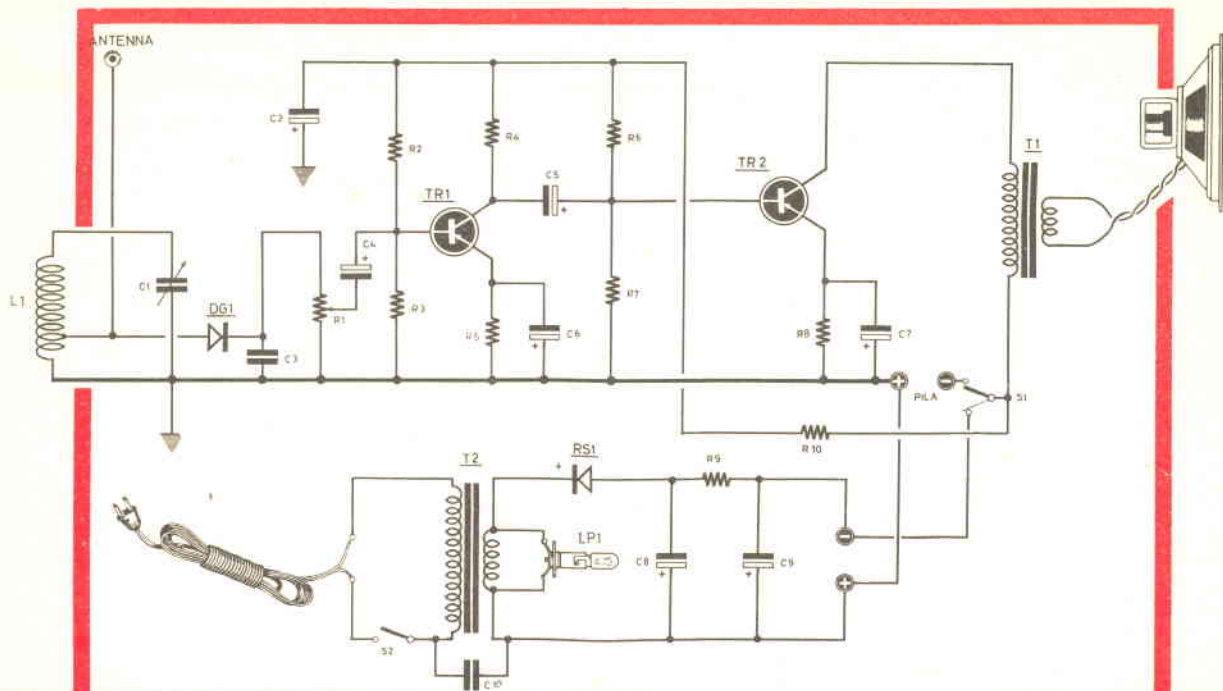 ANTENNA
C2
R2
R4
R6
C5
TR1
TR2
T1
C4
L1
C1
DG1
R1
R3
R5
C6
R7
R8
C7
C3
PILA
S1
R10
T2
RS1
R9
LP1
C8
C9
S2
C10